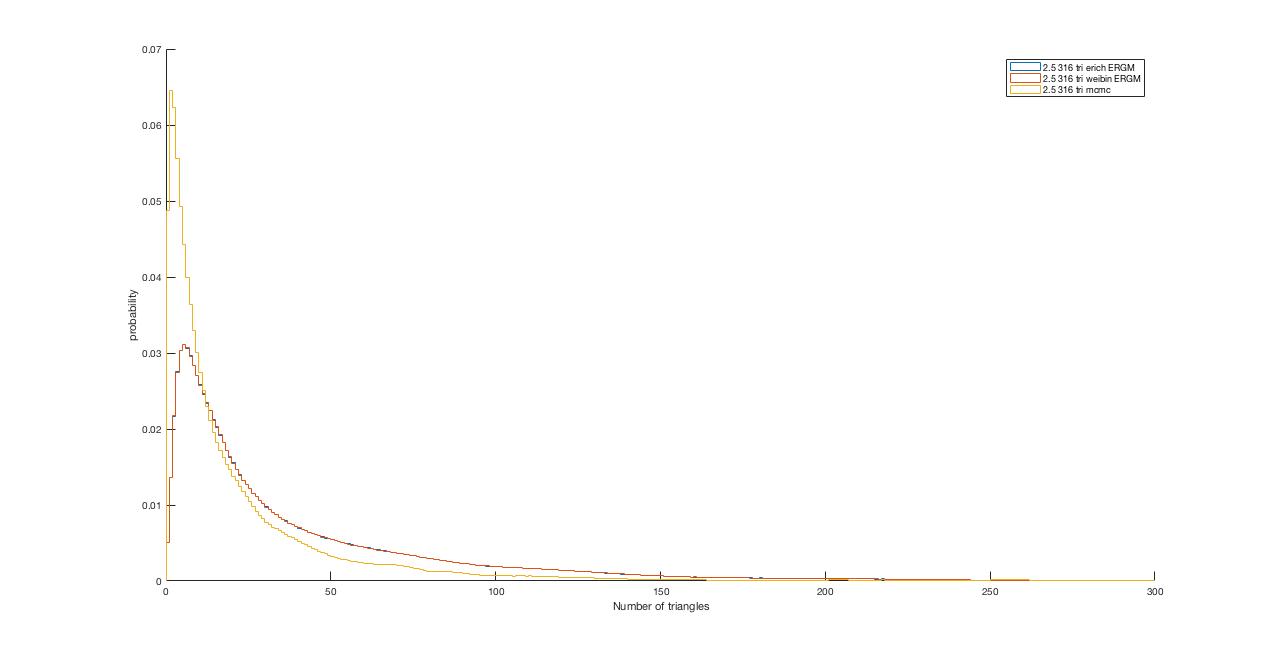 0.07
0.06
0.05
0.04
0.03
0.02
0.01
0
probability
0 50 100 150 200 250 300
Number of triangles
2.5 316 tri erich ERGM
2.5 316 tri weibin ERGM
2.5 316 tri mcmc